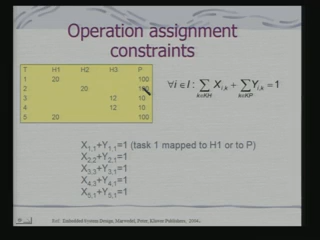 Operation assignment
constraints
T H1 H2 H3 P
1 20 100
2 20 100
3 12 10
4 12 10
5 20 100
∀i ∈ I : ∑ X_{i,k} + ∑ Y_{i,k} = 1
k∈KH k∈KP
X₁,₁+Y₁,₁=1 (task 1 mapped to H1 or to P)
X₂,₂+Y₂,₁=1
X₃,₃+Y₃,₁=1
X₄,₃+Y₄,₁=1
X₅,₁+Y₅,₁=1
Ref: Embedded System Design, Marwedel, Peter, Kluwer Publishers, 2004.